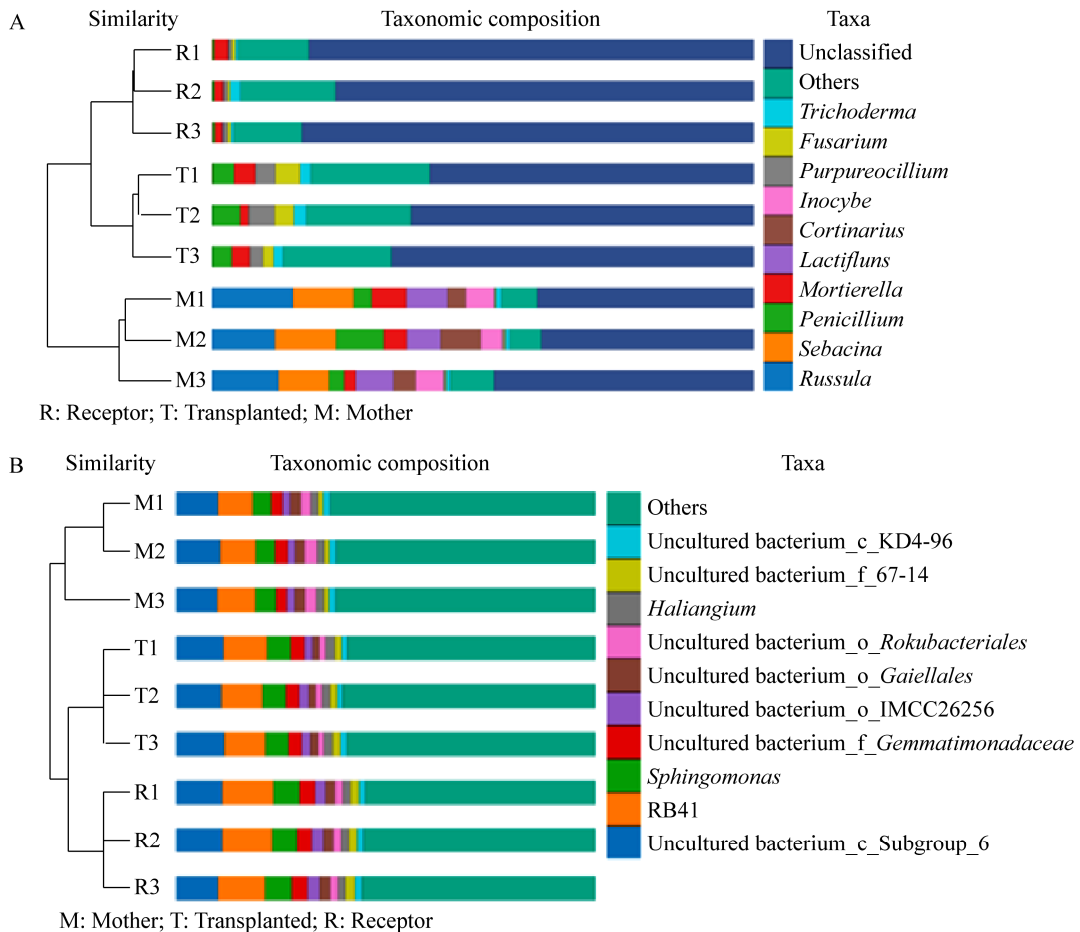 A
Similarity
Taxonomic composition
Taxa
R1
R2
R3
T1
T2
T3
M1
M2
M3
Unclassified
Others
Trichoderma
Fusarium
Purpureocillium
Inocybe
Cortinarius
Lactifluns
Mortierella
Penicillium
Sebacina
Russula
R: Receptor; T: Transplanted; M: Mother
B
Similarity
Taxonomic composition
Taxa
M1
M2
M3
T1
T2
T3
R1
R2
R3
Others
Uncultured bacterium_c_KD4-96
Uncultured bacterium_f_67-14
Haliangium
Uncultured bacterium_o_Rokubacteriales
Uncultured bacterium_o_Gaiellales
Uncultured bacterium_o_IMCC26256
Uncultured bacterium_f_Gemmatimonadaceae
Sphingomonas
RB41
Uncultured bacterium_c_Subgroup_6
M: Mother; T: Transplanted; R: Receptor